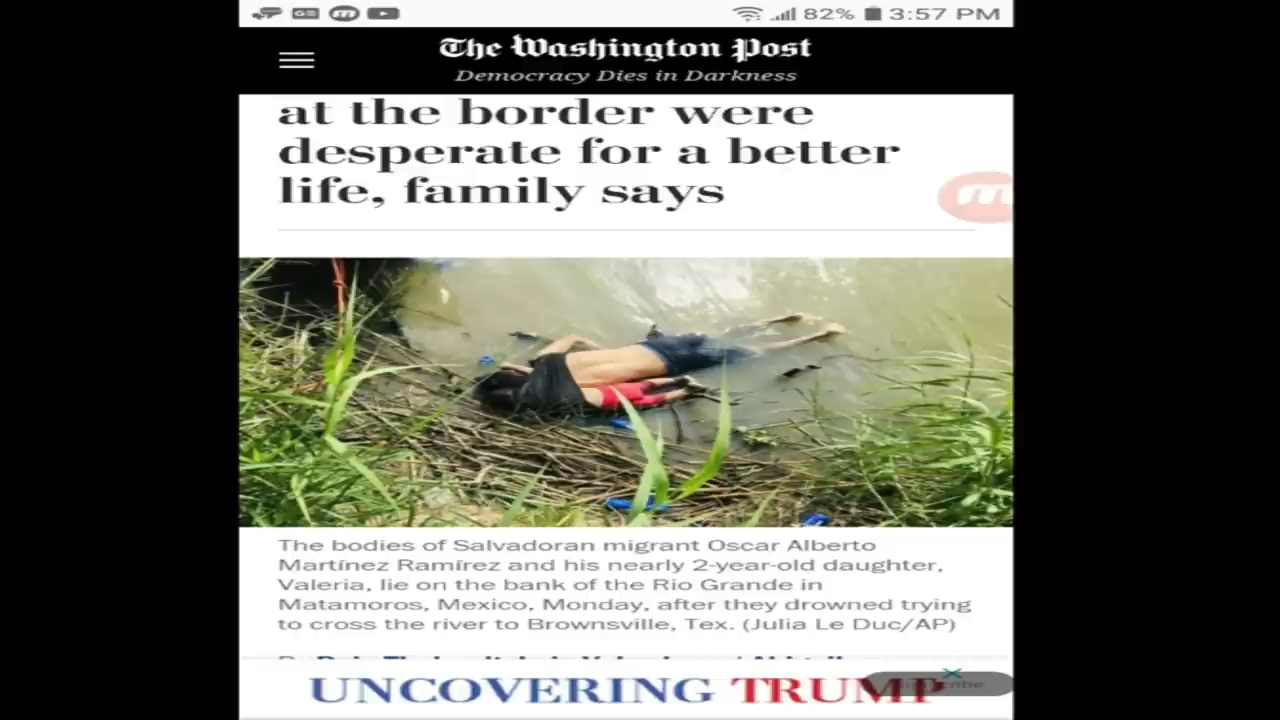 82% 3:57 PM
The Washington Post
Democracy Dies in Darkness
at the border were
desperate for a better
life, family says
The bodies of Salvadoran migrant Oscar Alberto
Martínez Ramírez and his nearly 2-year-old daughter,
Valeria, lie on the bank of the Rio Grande in
Matamoros, Mexico, Monday, after they drowned trying
to cross the river to Brownsville, Tex. (Julia Le Duc/AP)
UNCOVERING TRUMP